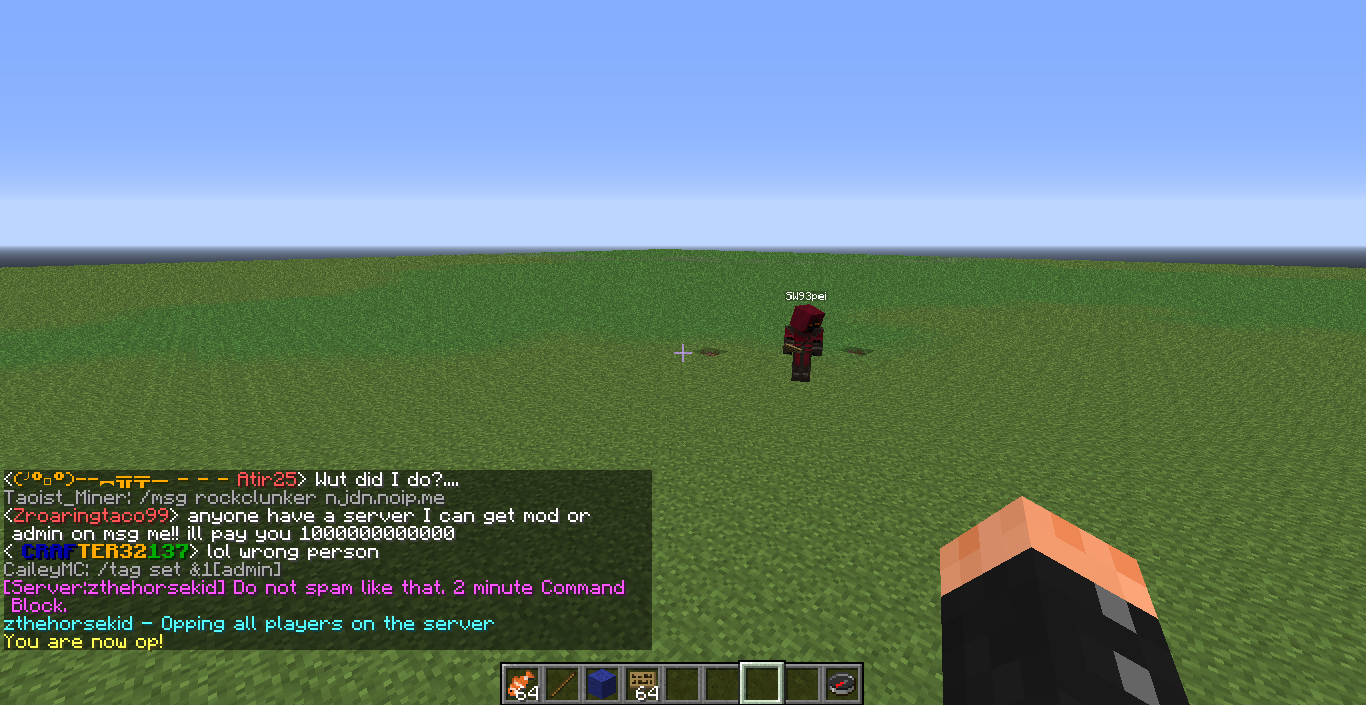 SW93pei
Atir25> Wut did I do?....
Taoist_Miner: /msg rockclunker n.jdn.noip.me
<Zroaringtaco99> anyone have a server I can get mod or
admin on msg me!! ill pay you 1000000000000
< CRAFTER32137> lol wrong person
CaileyMC: /tag set &1[admin]
[Server:zthehorsekid] Do not spam like that. 2 minute Command
Block.
zthehorsekid - Opping all players on the server
You are now op!
64 64